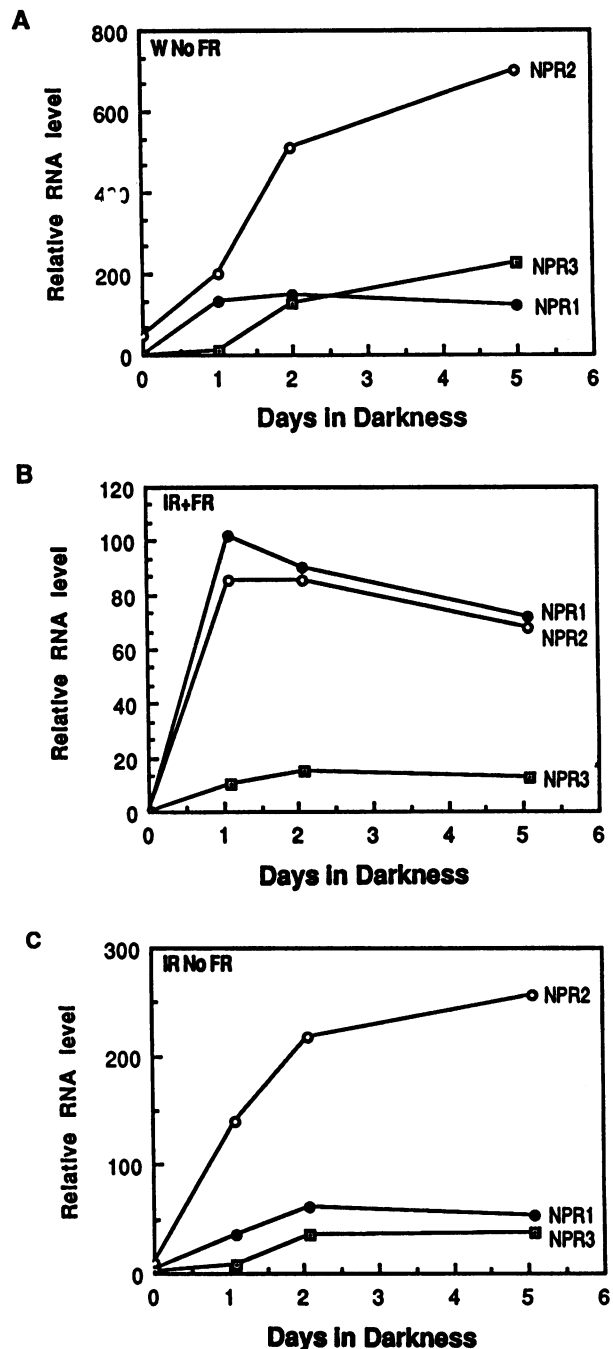 A
W No FR
800
600
200
0
NPR2
NPR3
NPR1
0 1 2 3 4 5 6
Relative RNA level
Days in Darkness
B
IR+FR
120
100
80
60
40
20
0
NPR1
NPR2
NPR3
0 1 2 3 4 5 6
Relative RNA level
Days in Darkness
C
IR No FR
300
200
100
0
NPR2
NPR1
NPR3
0 1 2 3 4 5 6
Relative RNA level
Days in Darkness